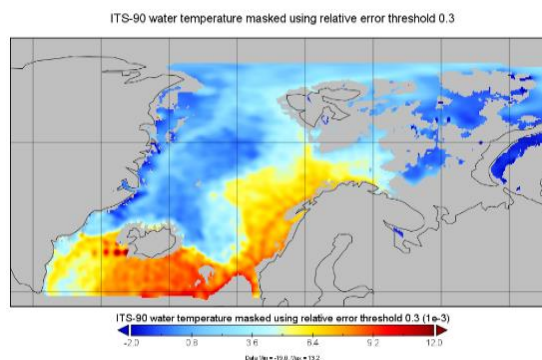 ITS-90 water temperature masked using relative error threshold 0.3
ITS-90 water temperature masked using relative error threshold 0.3 (1e-3)
-2.0 0.8 3.6 6.4 9.2 12.0